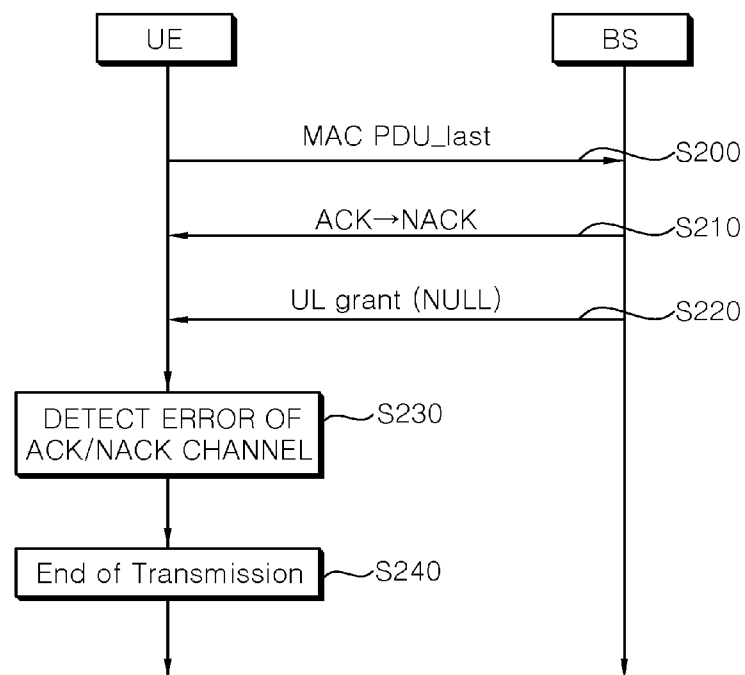 UE
BS
MAC PDU_last
S200
ACK→NACK
S210
UL grant (NULL)
S220
DETECT ERROR OF
ACK/NACK CHANNEL
S230
End of Transmission
S240